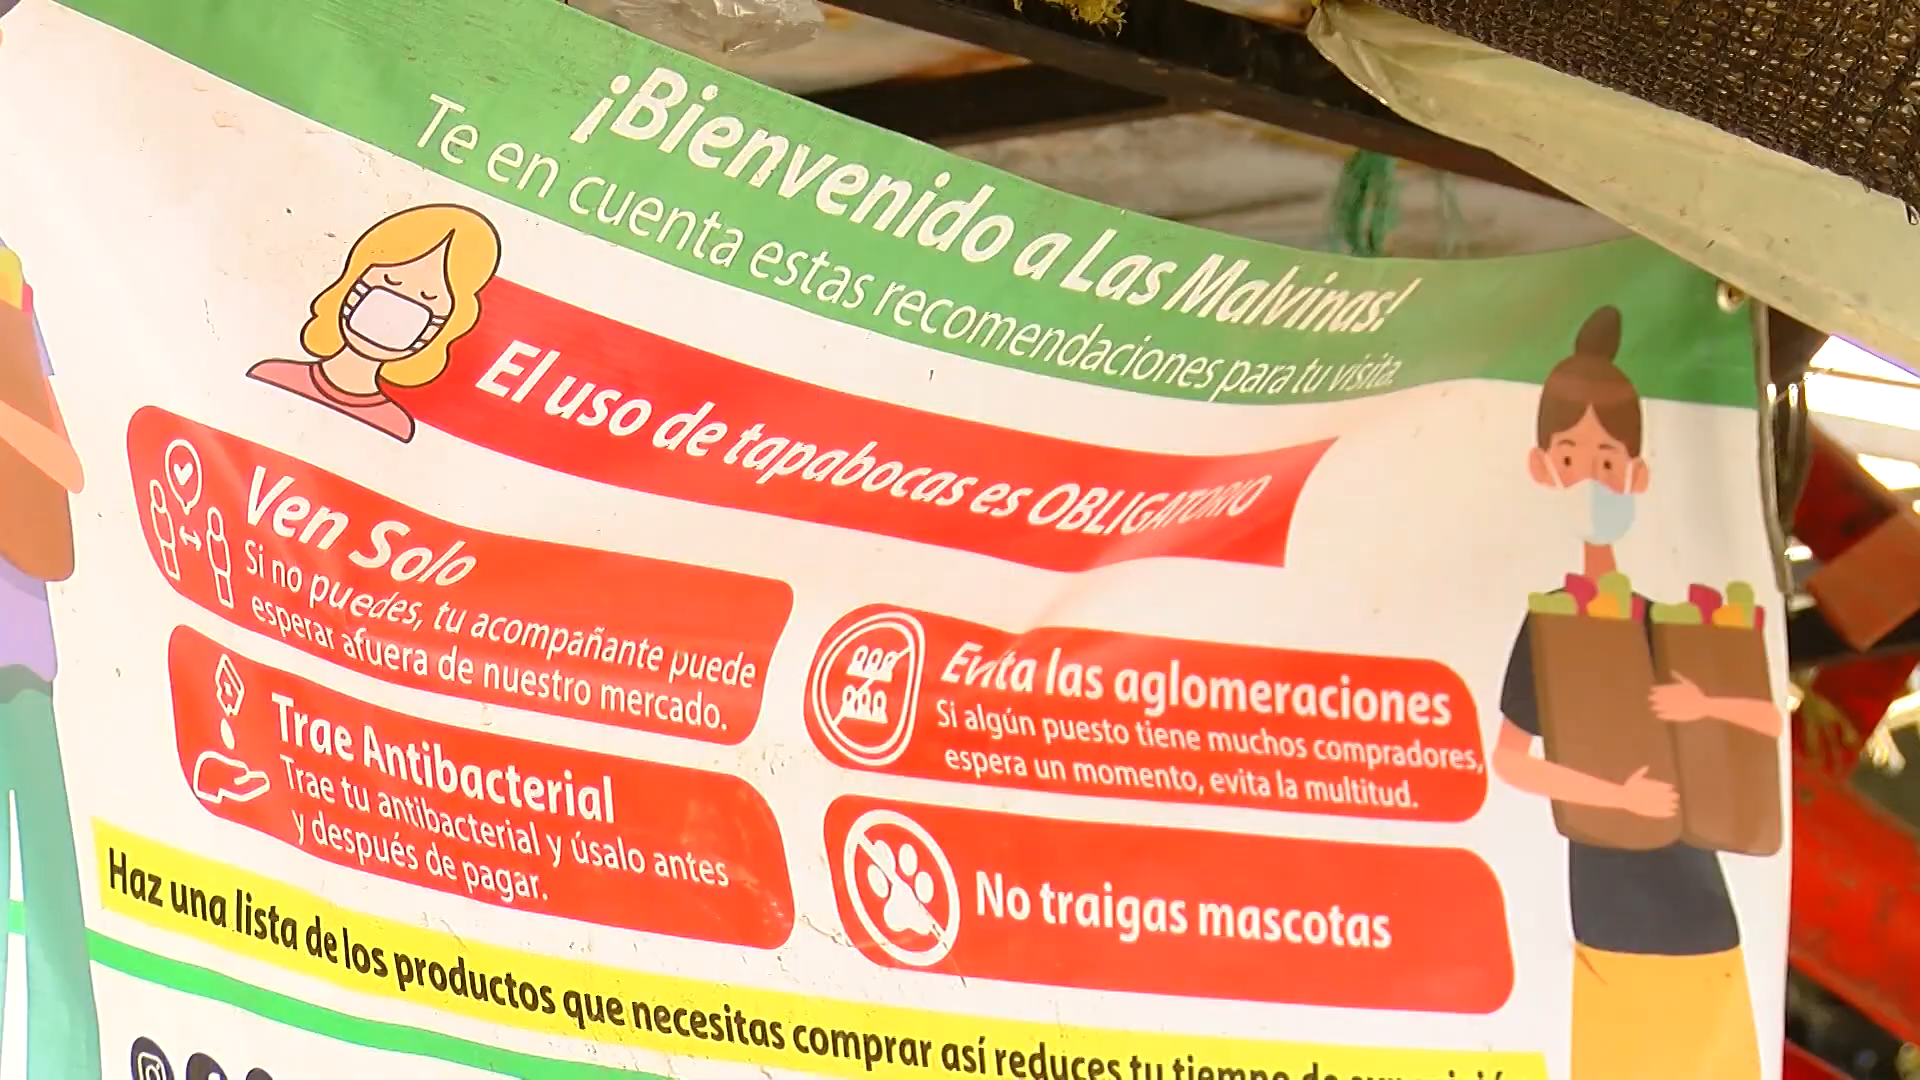 ¡Bienvenido a Las Malvinas!
Te en cuenta estas recomendaciones para tu visita.
El uso de tapabocas es OBLIGATORIO
Ven Solo
Si no puedes, tu acompañante puede
esperar afuera de nuestro mercado.
Trae Antibacterial
Trae tu antibacterial y úsalo antes
y después de pagar.
Evita las aglomeraciones
Si algún puesto tiene muchos compradores,
espera un momento, evita la multitud.
No traigas mascotas
Haz una lista de los productos que necesitas comprar así reduces tu tiempo de